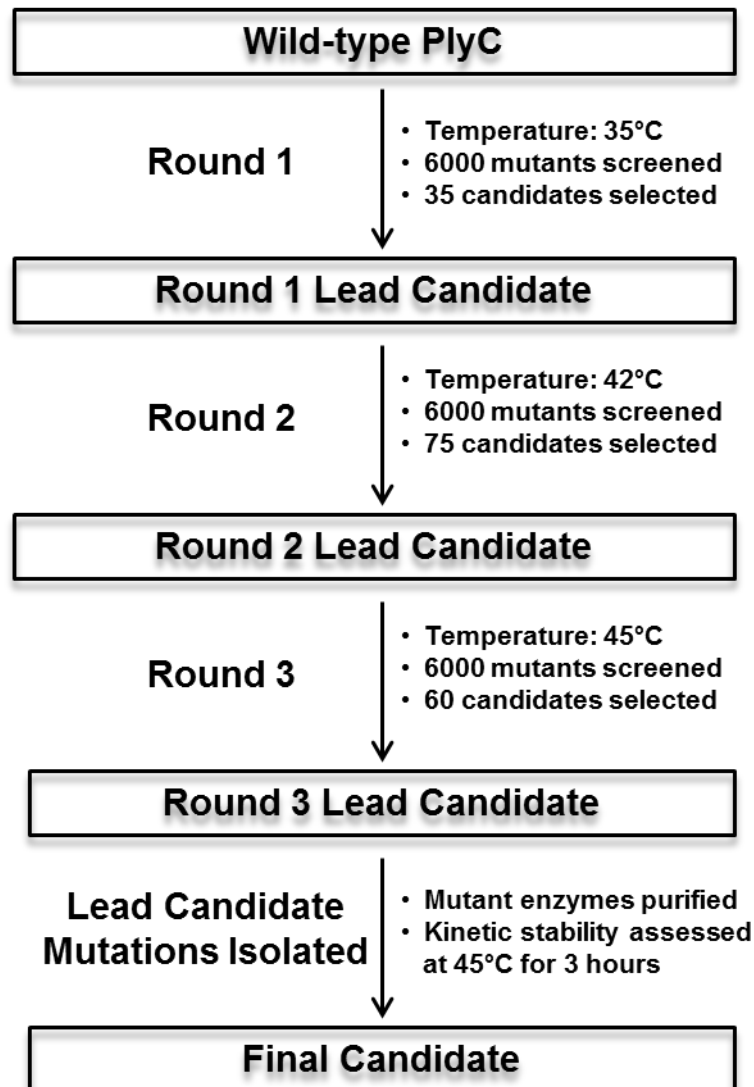 Wild-type PlyC
Round 1
• Temperature: 35°C
• 6000 mutants screened
• 35 candidates selected
Round 1 Lead Candidate
Round 2
• Temperature: 42°C
• 6000 mutants screened
• 75 candidates selected
Round 2 Lead Candidate
Round 3
• Temperature: 45°C
• 6000 mutants screened
• 60 candidates selected
Round 3 Lead Candidate
Lead Candidate
Mutations Isolated
• Mutant enzymes purified
• Kinetic stability assessed
at 45°C for 3 hours
Final Candidate